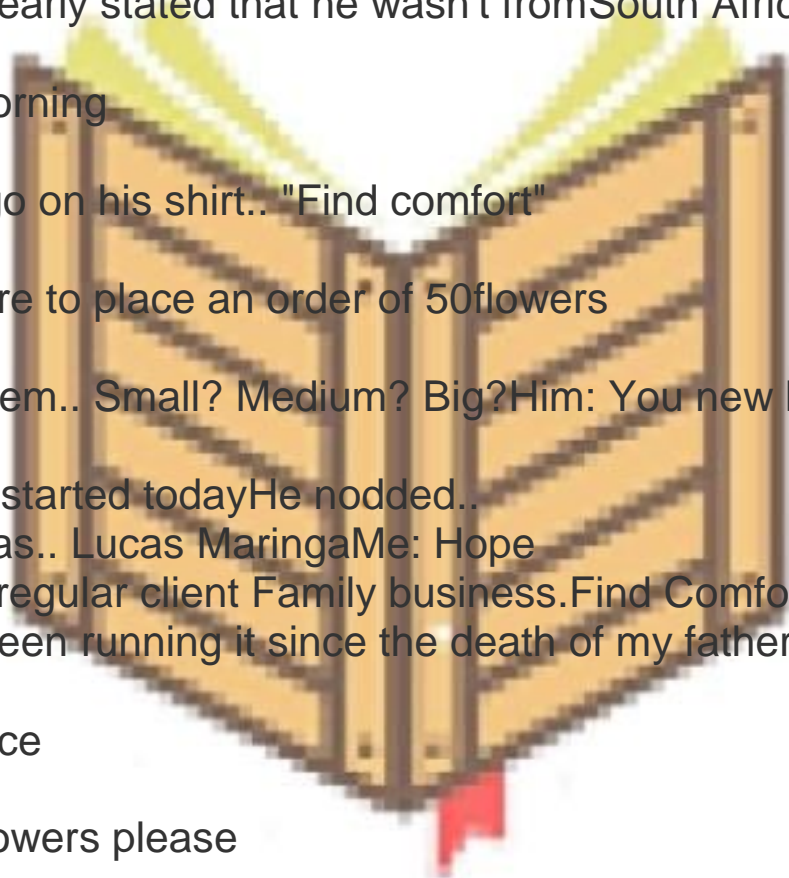 early stated that he wasn't fromSouth Afric
orning
go on his shirt.. "Find comfort"
re to place an order of 50flowers
em.. Small? Medium? Big?Him: You new
started todayHe nodded..
as.. Lucas MaringaMe: Hope
regular client Family business.Find Comfo
een running it since the death of my father
ce
owers please